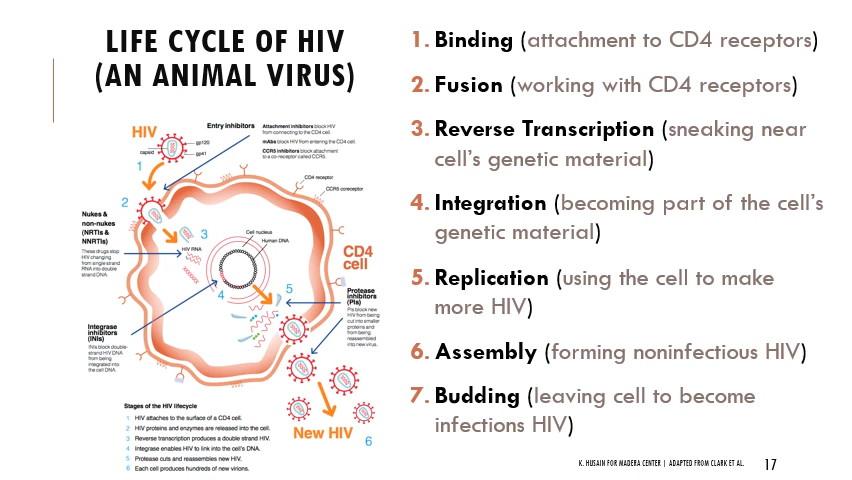 LIFE CYCLE OF HIV
(AN ANIMAL VIRUS)
HIV
capsid
gp120
gp41
1
Entry inhibitors
Attachment inhibitors block HIV
from connecting to the CD4 cell.
mAbs block HIV from entering the CD4 cell.
CCR5 inhibitors block attachment
to a co-receptor called CCR5.
CD4 receptor
CCR5 coreceptor
2
Nukes &
non-nukes
(NRTIs &
NNRTIs)
These drugs stop
HIV changing
from single strand
RNA into double
strand DNA.
3
HIV RNA
Cell nucleus
Human DNA
CD4
cell
4
5
Protease
inhibitors
(PIs)
PIs block new
HIV from being
cut into smaller
proteins and
from being
reassembled
into new virus.
Integrase
inhibitors
(INIs)
INIs block double-
strand HIV DNA
from being
integrated into
the cell DNA.
New HIV
6
Stages of the HIV lifecycle
1 HIV attaches to the surface of a CD4 cell.
2 HIV proteins and enzymes are released into the cell.
3 Reverse transcription produces a double strand HIV.
4 Integrase enables HIV to link into the cell's DNA.
5 Protease cuts and reassembles new HIV.
6 Each cell produces hundreds of new virions.
1. Binding (attachment to CD4 receptors)
2. Fusion (working with CD4 receptors)
3. Reverse Transcription (sneaking near
cell's genetic material)
4. Integration (becoming part of the cell's
genetic material)
5. Replication (using the cell to make
more HIV)
6. Assembly (forming noninfectious HIV)
7. Budding (leaving cell to become
infections HIV)
K. HUSAIN FOR MADERA CENTER | ADAPTED FROM CLARK ET AL.
17